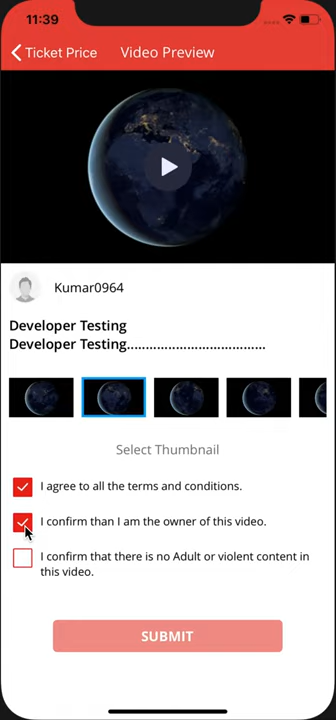 11:39
Ticket Price
Video Preview
Kumar0964
Developer Testing
Developer Testing.....................................
Select Thumbnail
I agree to all the terms and conditions.
I confirm than I am the owner of this video.
I confirm that there is no Adult or violent content in
this video.
SUBMIT